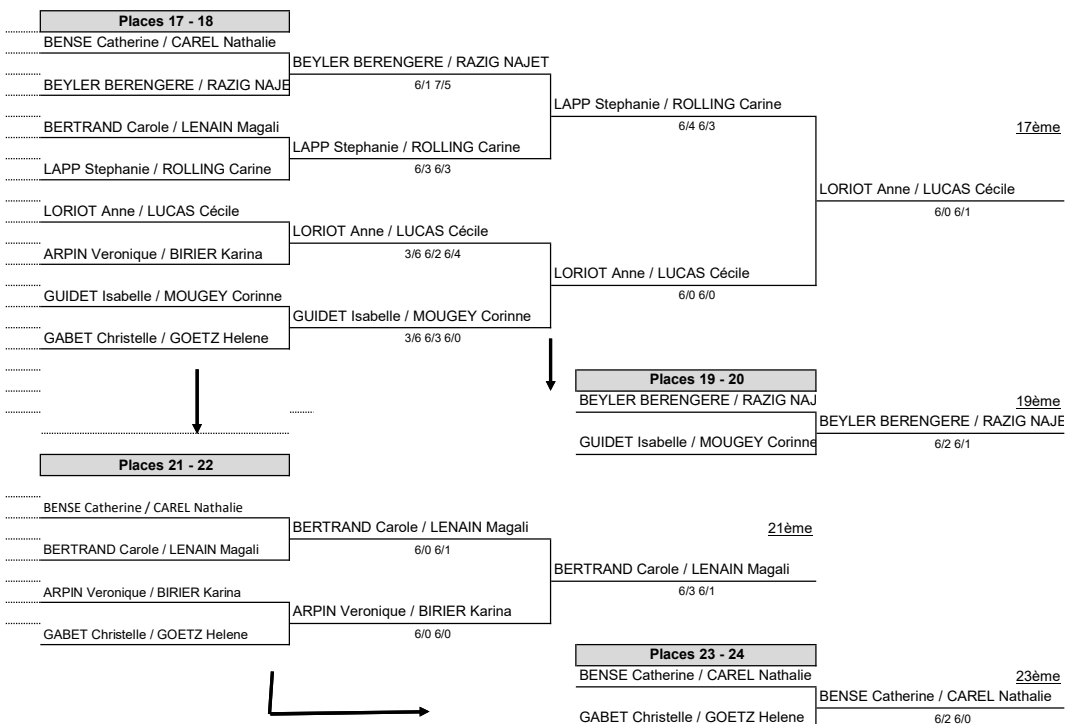 Places 17 - 18
BENSE Catherine / CAREL Nathalie
BEYLER BERENGERE / RAZIG NAJET
BEYLER BERENGERE / RAZIG NAJE
6/1 7/5
LAPP Stephanie / ROLLING Carine
BERTRAND Carole / LENAIN Magali
6/4 6/3
17ème
LAPP Stephanie / ROLLING Carine
LAPP Stephanie / ROLLING Carine
6/3 6/3
LORIOT Anne / LUCAS Cécile
LORIOT Anne / LUCAS Cécile
6/0 6/1
LORIOT Anne / LUCAS Cécile
ARPIN Veronique / BIRIER Karina
3/6 6/2 6/4
LORIOT Anne / LUCAS Cécile
GUIDET Isabelle / MOUGEY Corinne
6/0 6/0
GUIDET Isabelle / MOUGEY Corinne
GABET Christelle / GOETZ Helene
3/6 6/3 6/0
Places 19 - 20
BEYLER BERENGERE / RAZIG NAJ
19ème
BEYLER BERENGERE / RAZIG NAJE
GUIDET Isabelle / MOUGEY Corinne
6/2 6/1
Places 21 - 22
BENSE Catherine / CAREL Nathalie
BERTRAND Carole / LENAIN Magali
21ème
BERTRAND Carole / LENAIN Magali
6/0 6/1
BERTRAND Carole / LENAIN Magali
ARPIN Veronique / BIRIER Karina
6/3 6/1
ARPIN Veronique / BIRIER Karina
GABET Christelle / GOETZ Helene
6/0 6/0
Places 23 - 24
BENSE Catherine / CAREL Nathalie
23ème
BENSE Catherine / CAREL Nathalie
GABET Christelle / GOETZ Helene
6/2 6/0